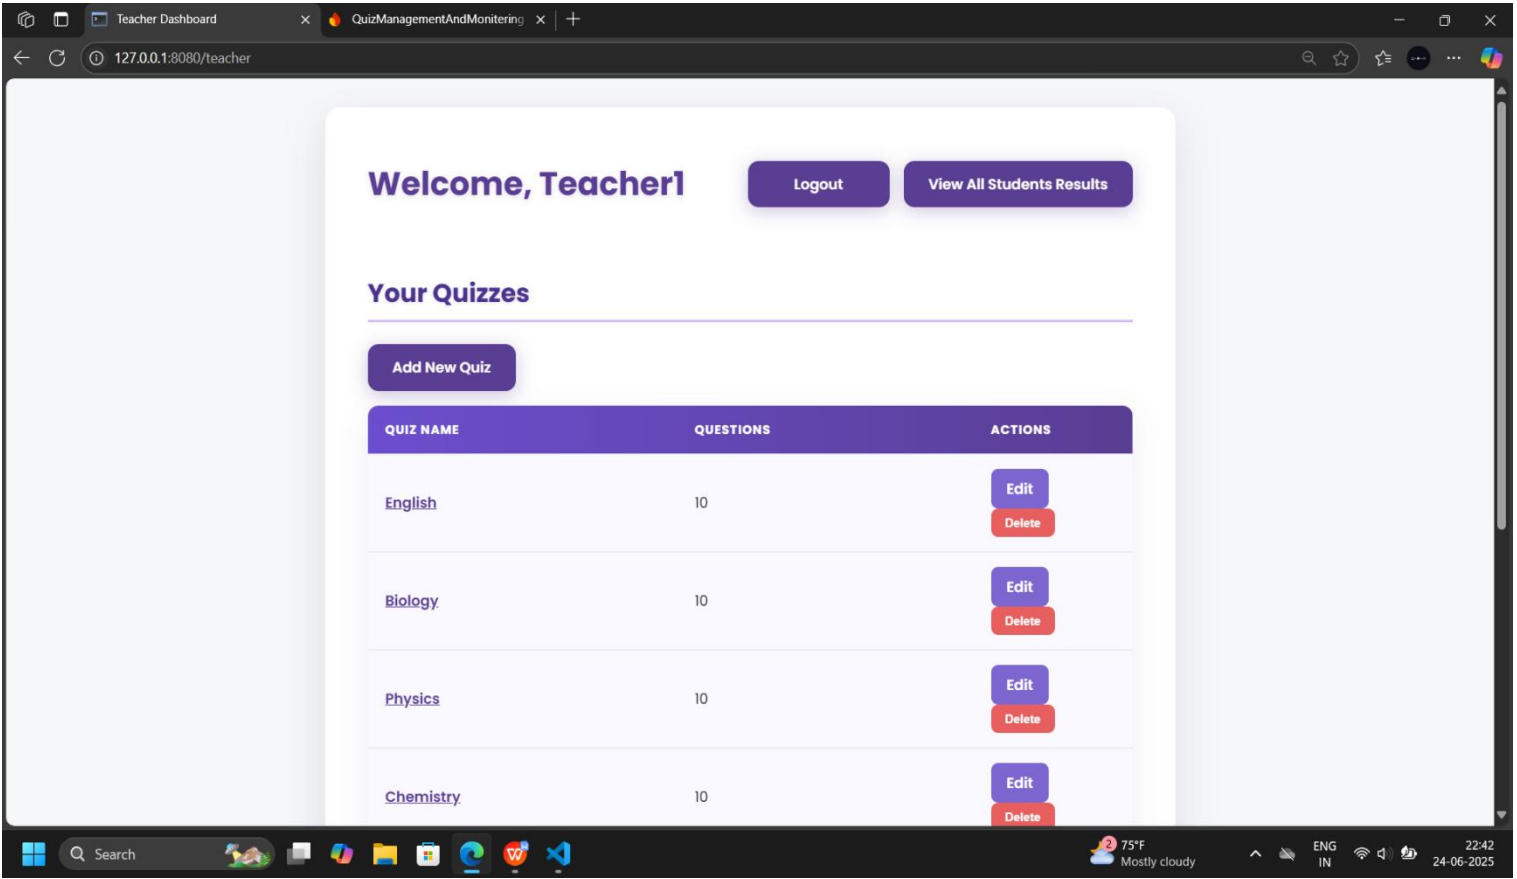 Teacher Dashboard
QuizManagementAndMonitering
127.0.0.1:8080/teacher
Welcome, Teacher1
Logout
View All Students Results
Your Quizzes
Add New Quiz
QUIZ NAME QUESTIONS ACTIONS
English 10 Edit
Delete
Biology 10 Edit
Delete
Physics 10 Edit
Delete
Chemistry 10 Edit
Delete
Search
2
75°F
Mostly cloudy
ENG
IN
22:42
24-06-2025